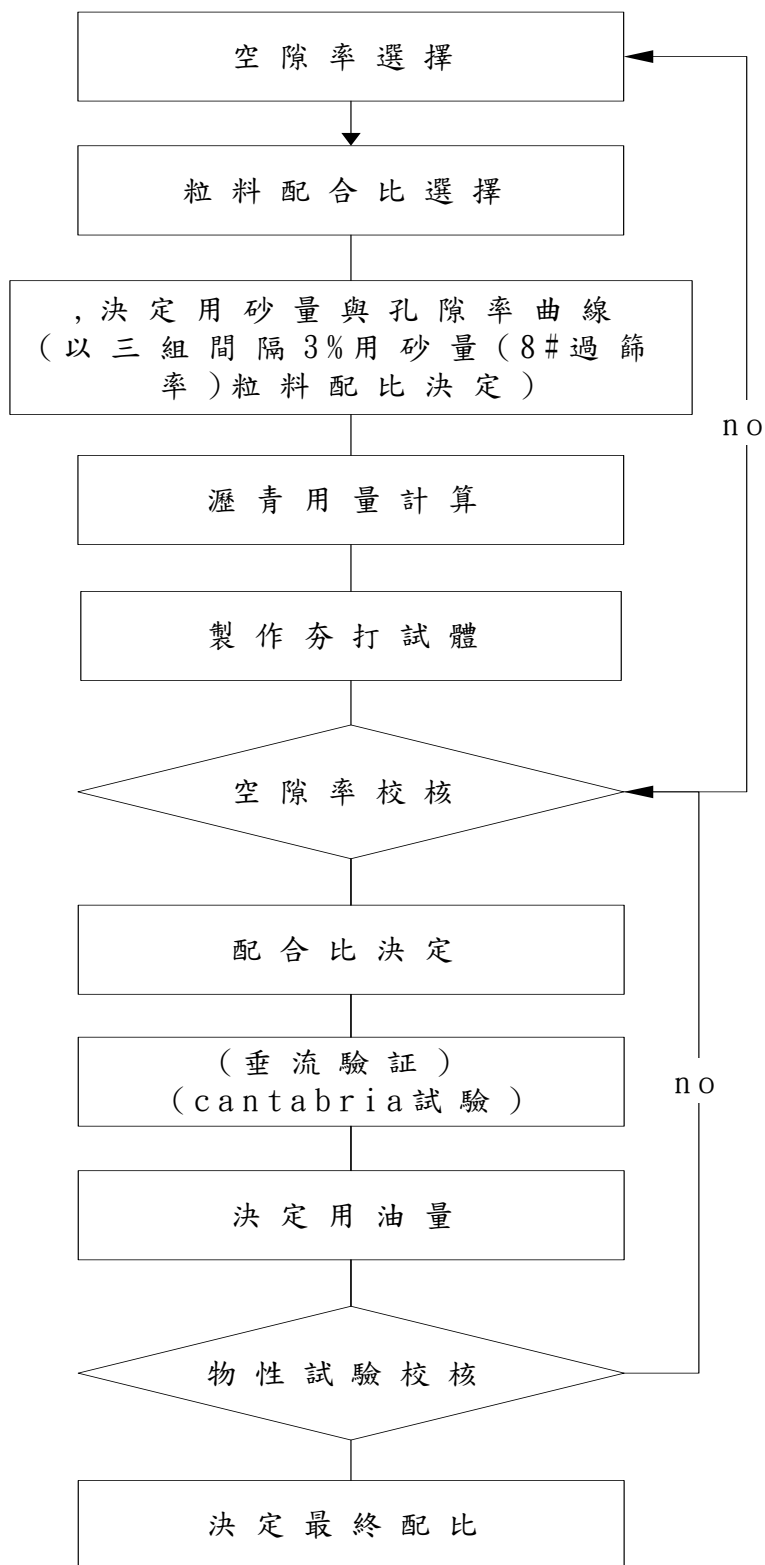 空隙率選擇
粒料配合比選擇
,決定用砂量與孔隙率曲線
(以三組間隔3%用砂量(8#過篩
率)粒料配比決定)
no
瀝青用量計算
製作夯打試體
空隙率校核
配合比決定
(垂流驗証)
(cantabria試驗)
no
決定用油量
物性試驗校核
決定最終配比